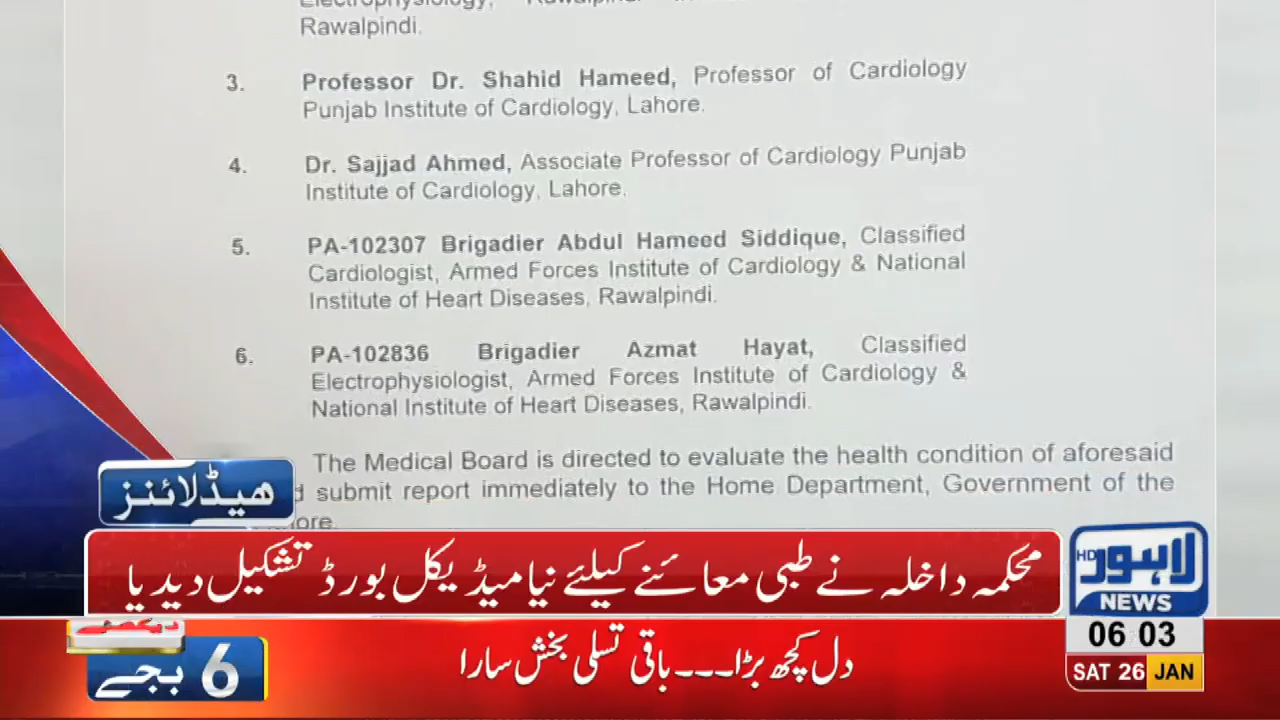 Rawalpindi.
3. Professor Dr. Shahid Hameed, Professor of Cardiology
Punjab Institute of Cardiology, Lahore.
4. Dr. Sajjad Ahmed, Associate Professor of Cardiology Punjab
Institute of Cardiology, Lahore.
5. PA-102307 Brigadier Abdul Hameed Siddique, Classified
Cardiologist, Armed Forces Institute of Cardiology & National
Institute of Heart Diseases, Rawalpindi.
6. PA-102836 Brigadier Azmat Hayat, Classified
Electrophysiologist, Armed Forces Institute of Cardiology &
National Institute of Heart Diseases, Rawalpindi.
The Medical Board is directed to evaluate the health condition of aforesaid
submit report immediately to the Home Department, Government of the
ھیڈلائنز
محکمہ داخلہ نے طبی معائنے کیلئے نیا میڈیکل بورڈ تشکیل دیدیا
HD لاہور
NEWS
06 03
SAT 26 JAN
دل کچھ بڑا۔۔۔باقی تسلی بخش سارا
6 بجے